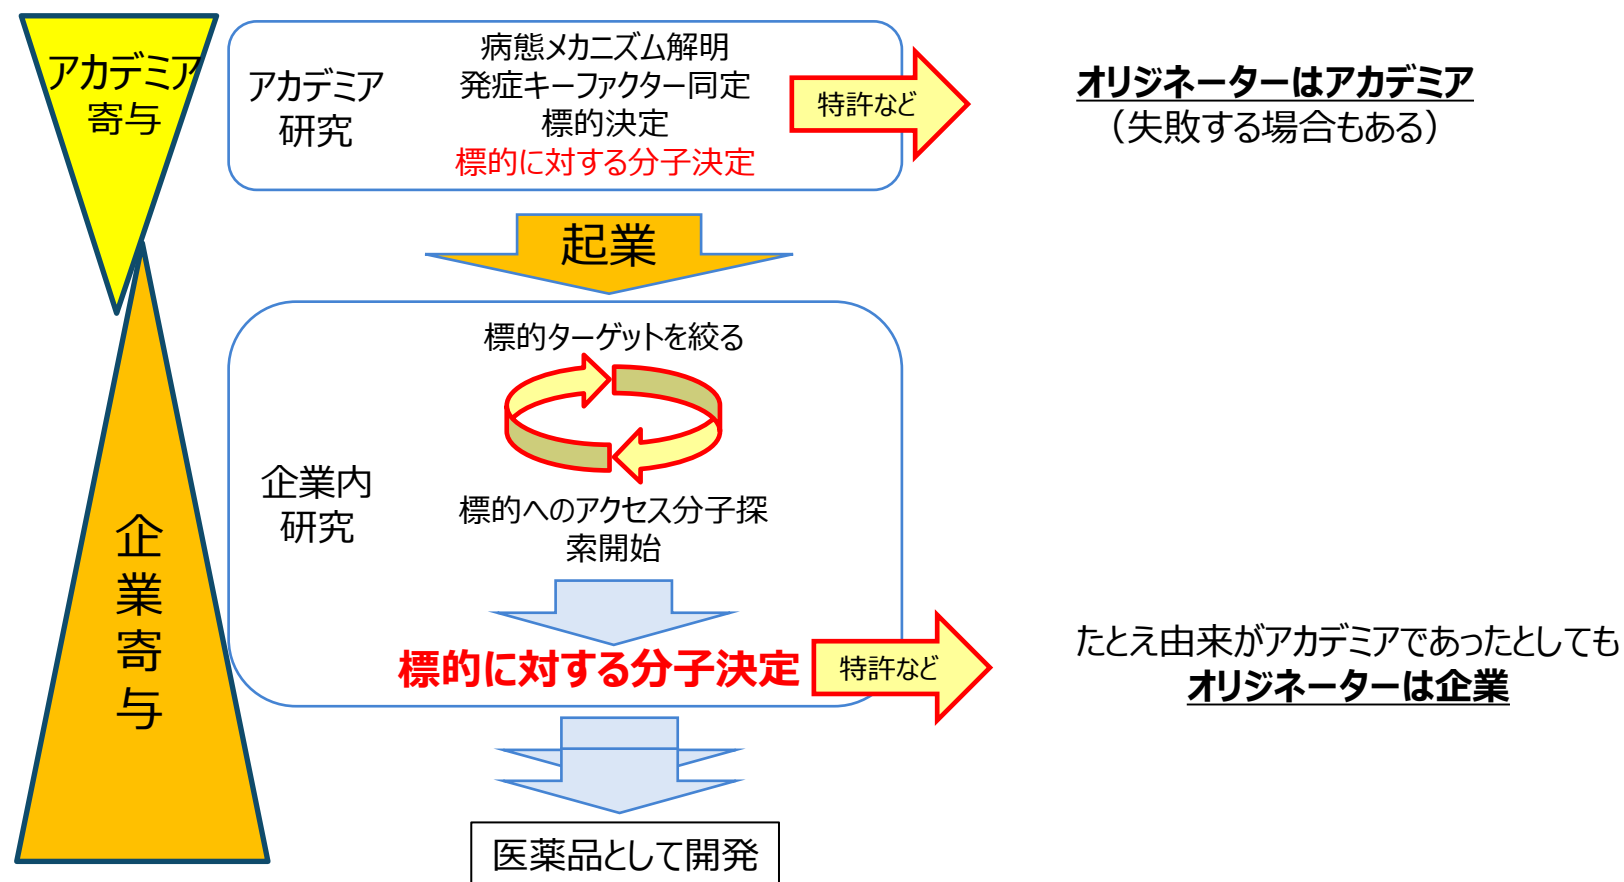 アカデミア
寄与
アカデミア
研究
病態メカニズム解明
発症キーファクター同定
標的決定
標的に対する分子決定
特許など
オリジネーターはアカデミア
（失敗する場合もある）
起業
標的ターゲットを絞る
企業内
研究
標的へのアクセス分子探
索開始
標的に対する分子決定
特許など
たとえ由来がアカデミアであったとしても
オリジネーターは企業
企
業
寄
与
医薬品として開発